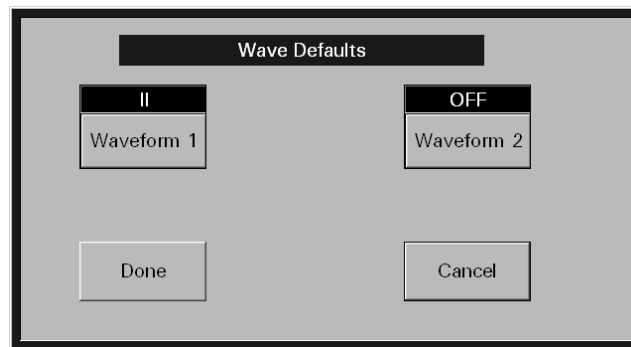 Wave Defaults
II
OFF
Waveform 1
Waveform 2
Done
Cancel